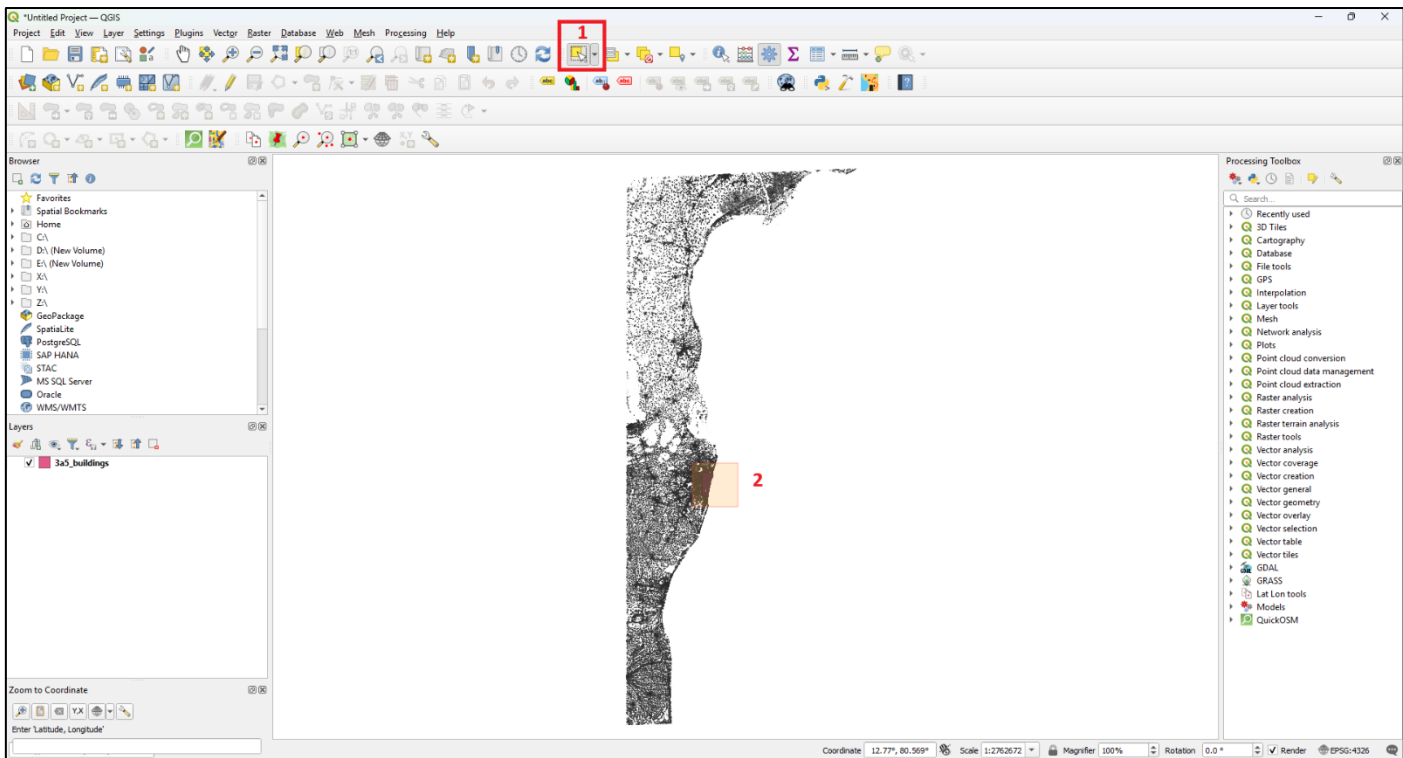 *Untitled Project — QGIS
Project Edit View Layer Settings Plugins Vector Raster Database Web Mesh Processing Help
1
Browser
Favorites
Spatial Bookmarks
Home
C:\
D:\ (New Volume)
E:\ (New Volume)
X:\
Y:\
Z:\
GeoPackage
SpatiaLite
PostgreSQL
SAP HANA
STAC
MS SQL Server
Oracle
WMS/WMTS
Layers
3a5_buildings
Zoom to Coordinate
Y,X
Enter 'Latitude, Longitude'
2
Processing Toolbox
Search...
Recently used
3D Tiles
Cartography
Database
File tools
GPS
Interpolation
Layer tools
Mesh
Network analysis
Plots
Point cloud conversion
Point cloud data management
Point cloud extraction
Raster analysis
Raster creation
Raster terrain analysis
Raster tools
Vector analysis
Vector coverage
Vector creation
Vector general
Vector geometry
Vector overlay
Vector selection
Vector table
Vector tiles
GDAL
GRASS
Lat Lon tools
Models
QuickOSM
Coordinate 12.77°, 80.569° Scale 1:2762672 Magnifier 100% Rotation 0.0 ° Render EPSG:4326